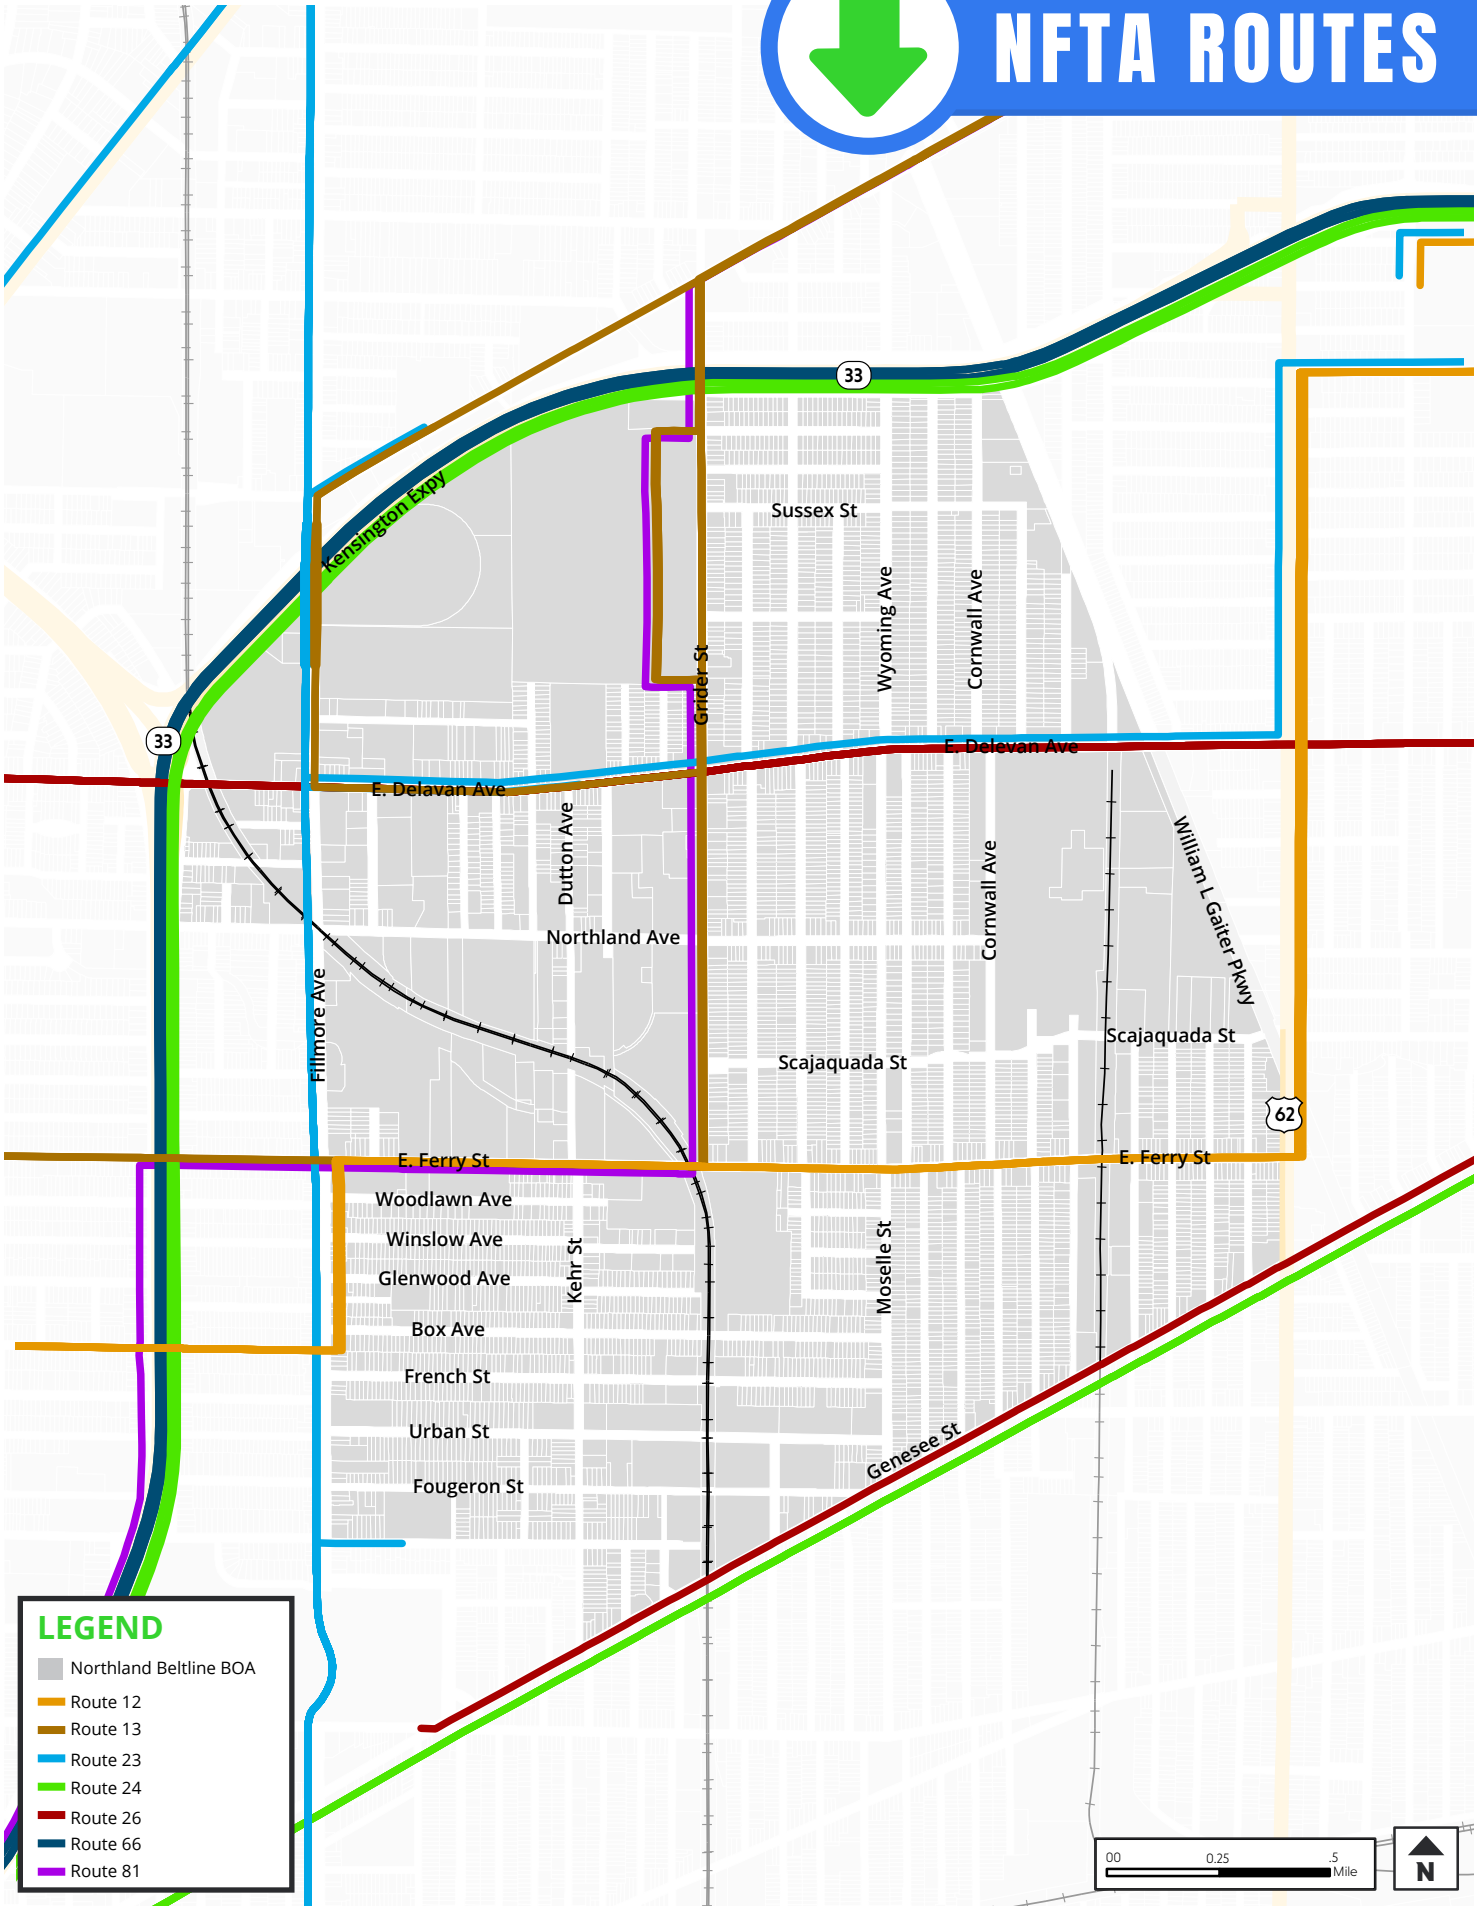 NFTA ROUTES
33
Kensington Expy
Sussex St
Wyoming Ave
Cornwall Ave
Grider St
33
E. Delevan Ave
E. Delavan Ave
Dutton Ave
Cornwall Ave
William L Gaiter Pkwy
Northland Ave
Fillmore Ave
Scajaquada St
Scajaquada St
62
E. Ferry St
E. Ferry St
Woodlawn Ave
Winslow Ave
Kehr St
Moselle St
Glenwood Ave
Box Ave
French St
Urban St
Genesee St
Fougeron St
LEGEND
Northland Beltline BOA
Route 12
Route 13
Route 23
Route 24
Route 26
Route 66
Route 81
00 0.25 .5
Mile
N